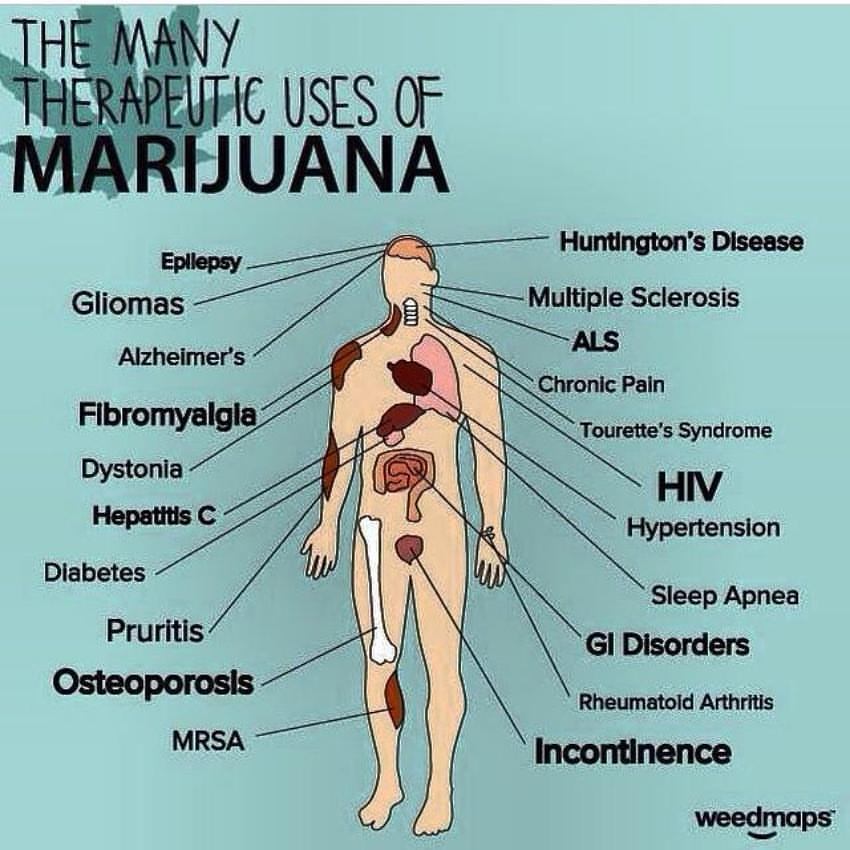 THE MANY
THERAPEUTIC USES OF
MARIJUANA
Epilepsy
Gliomas
Alzheimer's
Fibromyalgia
Dystonia
Hepatitis C
Diabetes
Pruritis
Osteoporosis
MRSA
Huntington's Disease
Multiple Sclerosis
ALS
Chronic Pain
Tourette's Syndrome
HIV
Hypertension
Sleep Apnea
GI Disorders
Rheumatoid Arthritis
Incontinence
weedmaps™